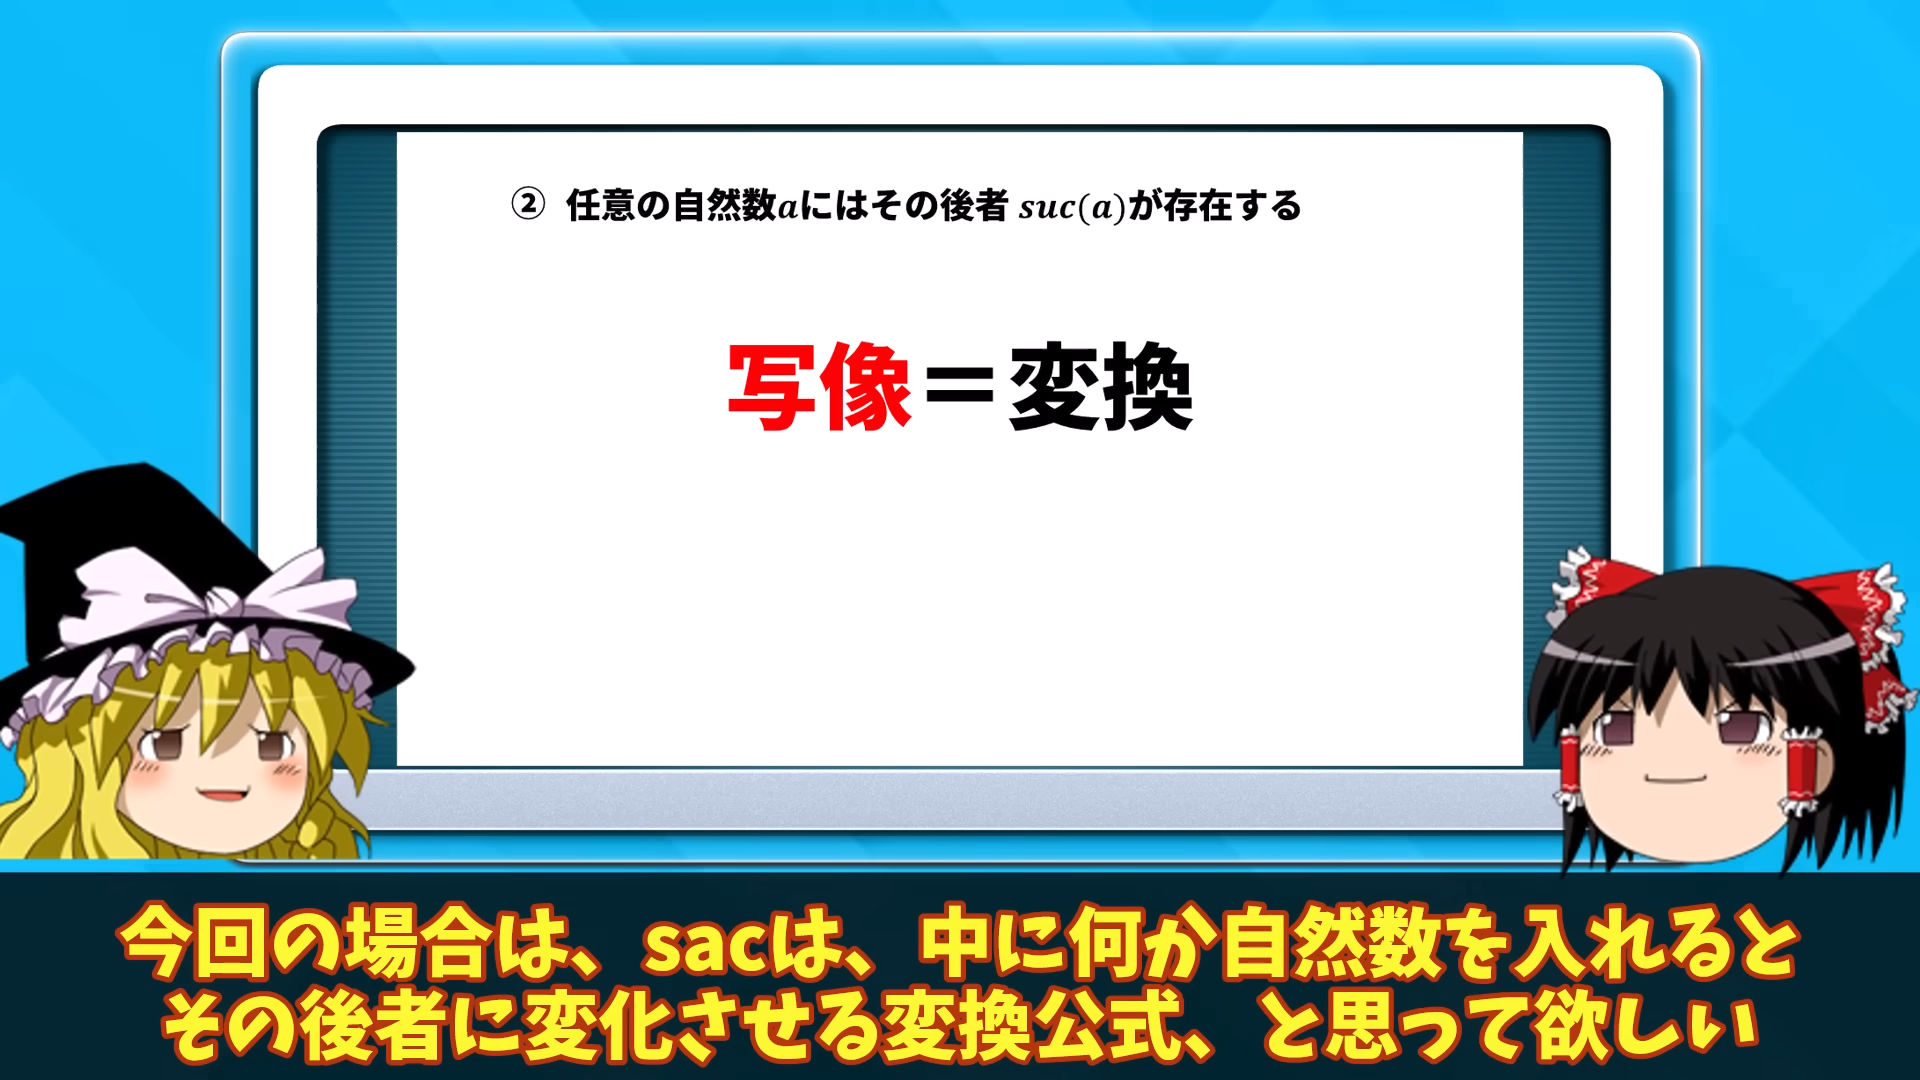 ② 任意の自然数aにはその後者 suc(a)が存在する
写像＝変換
今回の場合は、sacは、中に何か自然数を入れると
その後者に変化させる変換公式、と思って欲しい